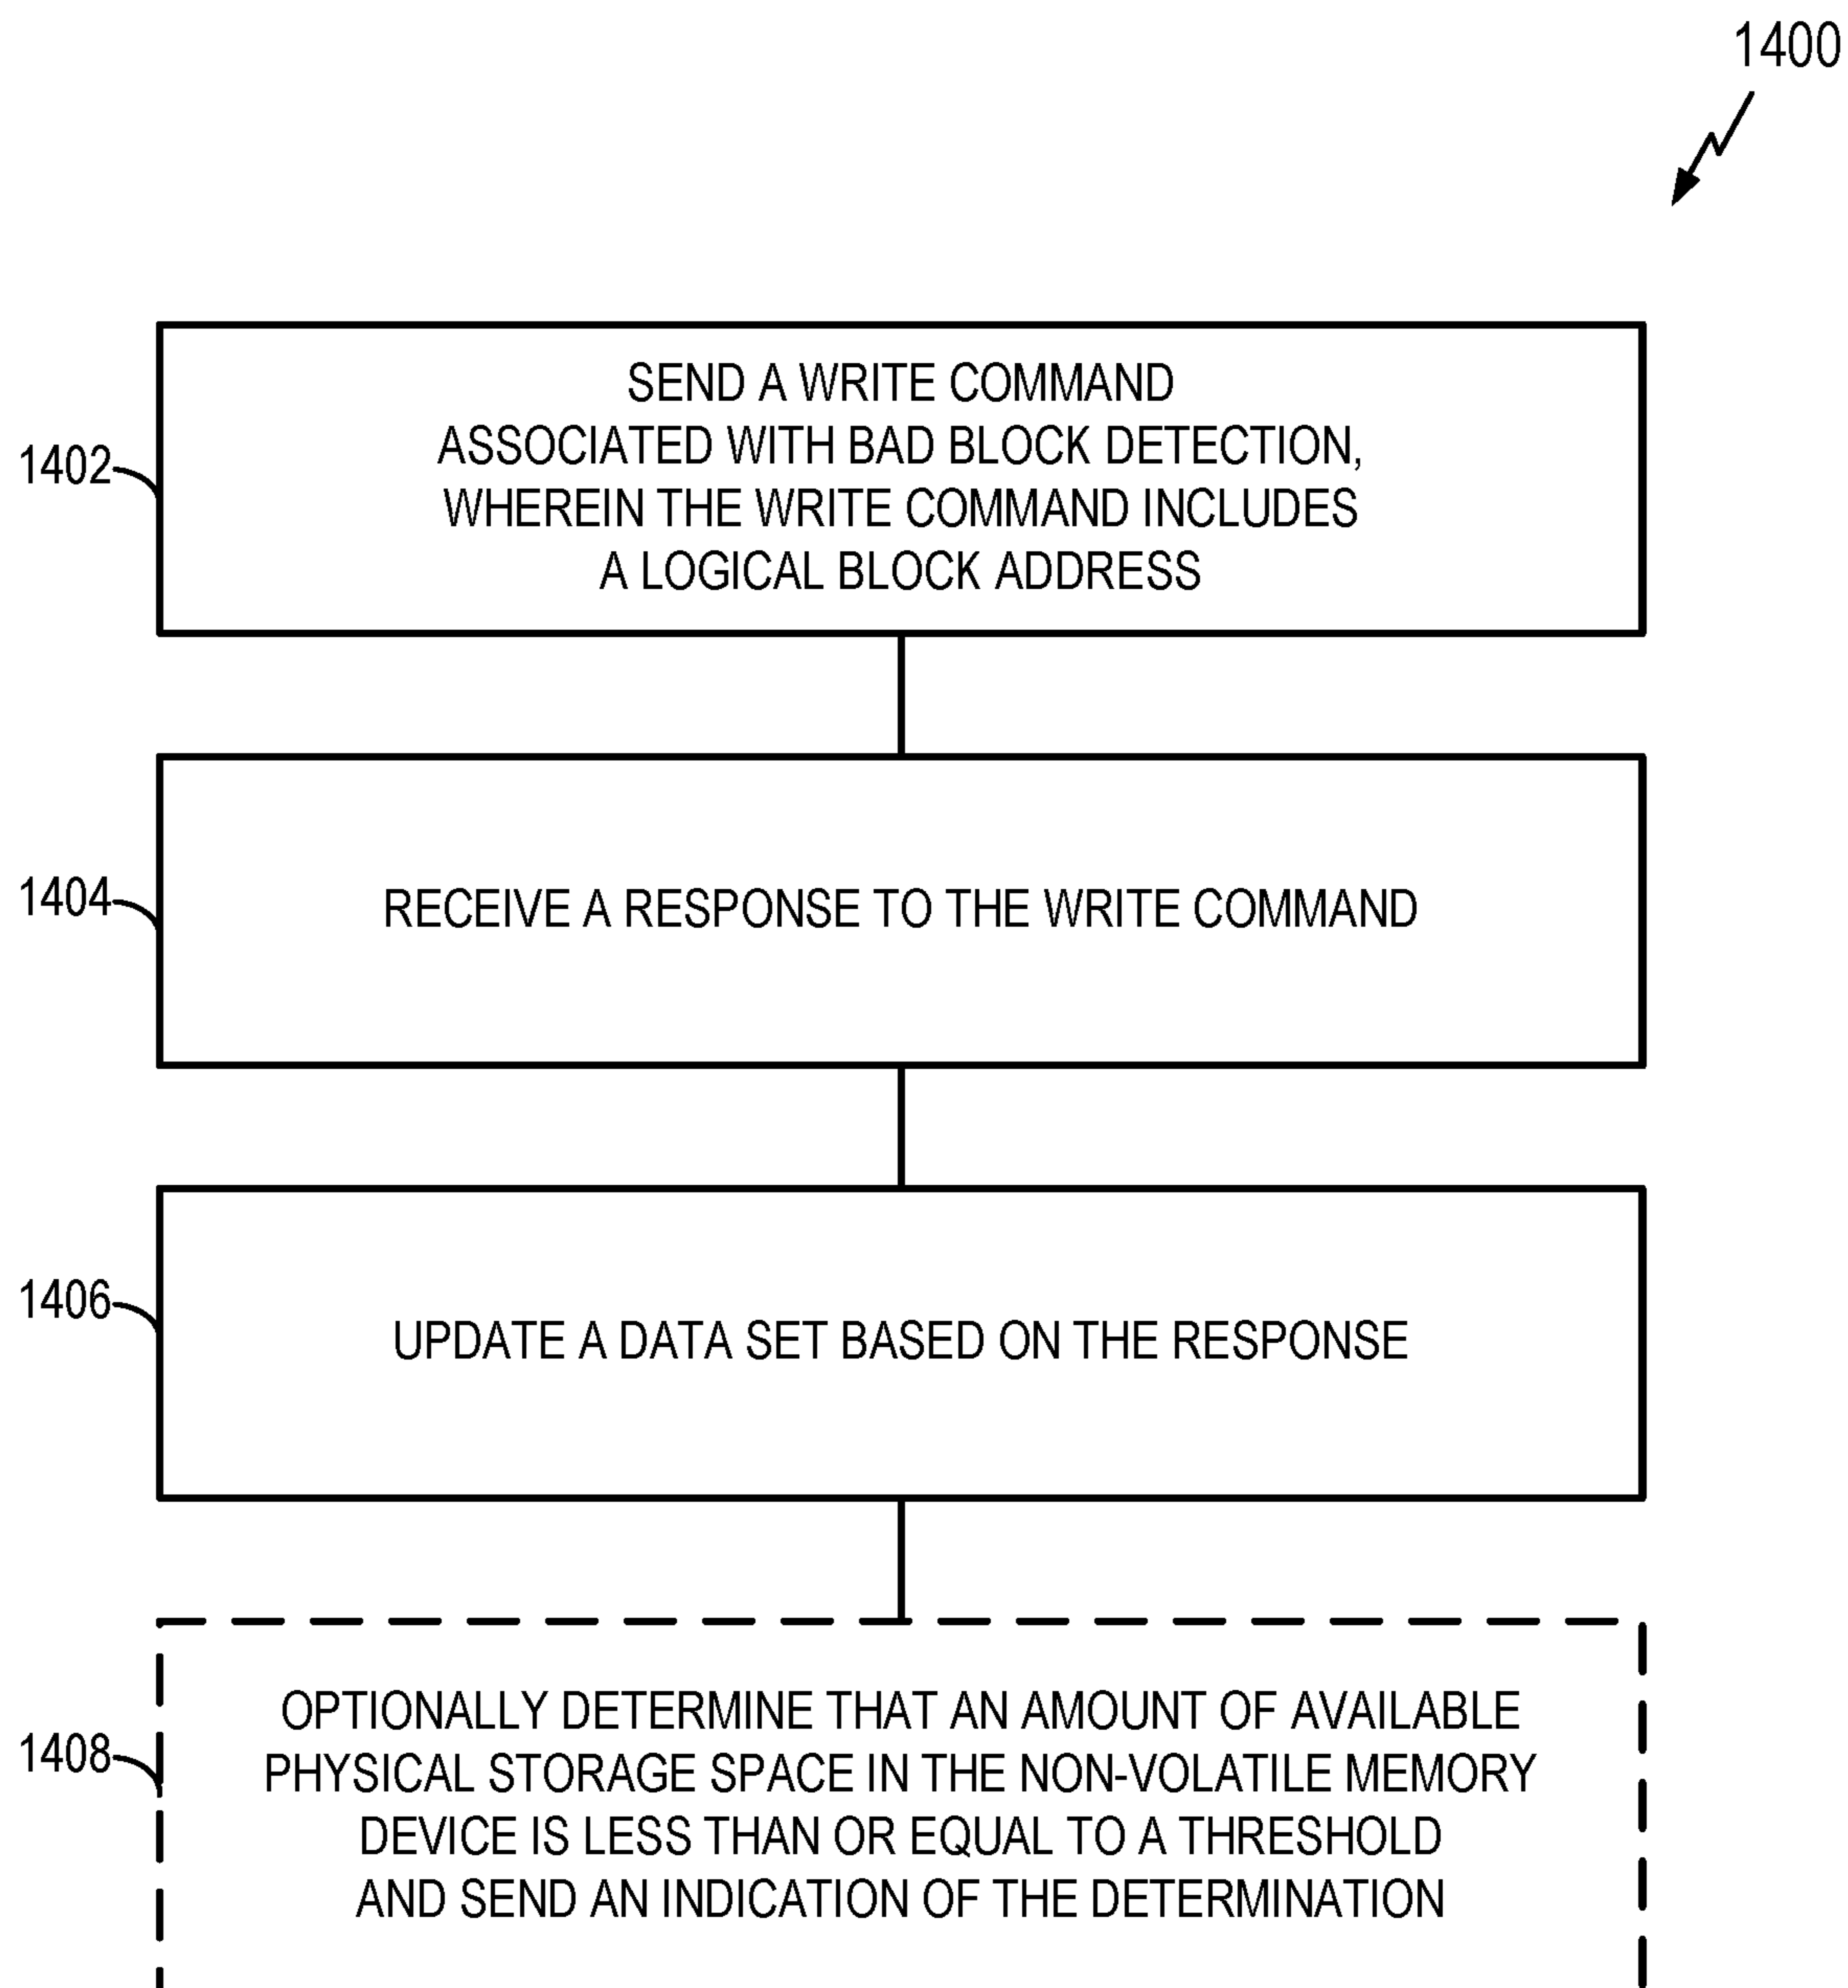 1400
1402
SEND A WRITE COMMAND
ASSOCIATED WITH BAD BLOCK DETECTION,
WHEREIN THE WRITE COMMAND INCLUDES
A LOGICAL BLOCK ADDRESS
1404
RECEIVE A RESPONSE TO THE WRITE COMMAND
1406
UPDATE A DATA SET BASED ON THE RESPONSE
1408
OPTIONALLY DETERMINE THAT AN AMOUNT OF AVAILABLE
PHYSICAL STORAGE SPACE IN THE NON-VOLATILE MEMORY
DEVICE IS LESS THAN OR EQUAL TO A THRESHOLD
AND SEND AN INDICATION OF THE DETERMINATION